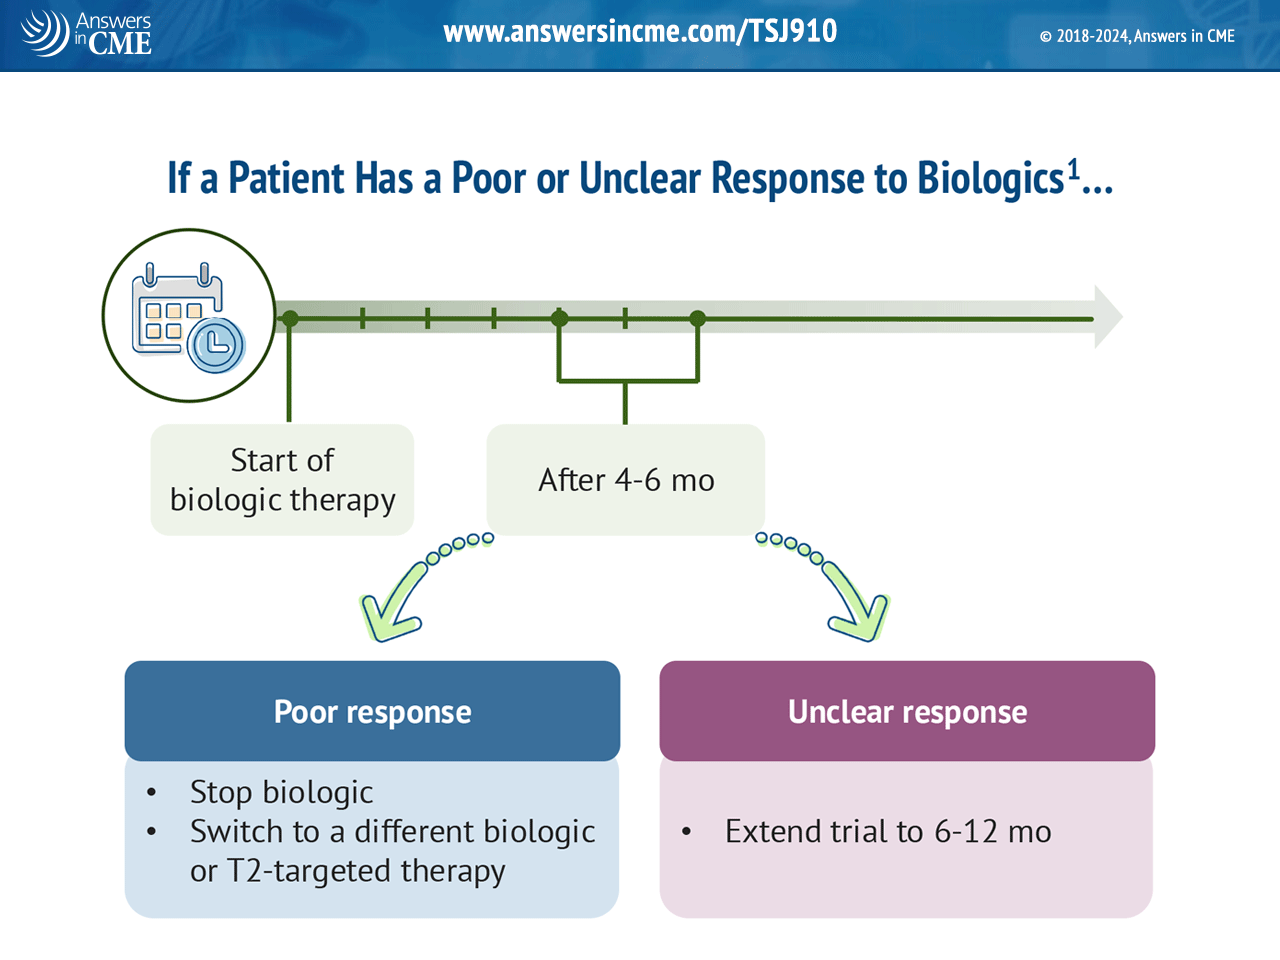 Answers
in CME
www.answersincme.com/TSJ910
© 2018-2024, Answers in CME
If a Patient Has a Poor or Unclear Response to Biologics¹...
Start of
biologic therapy
After 4-6 mo
Poor response
• Stop biologic
• Switch to a different biologic
or T2-targeted therapy
Unclear response
• Extend trial to 6-12 mo